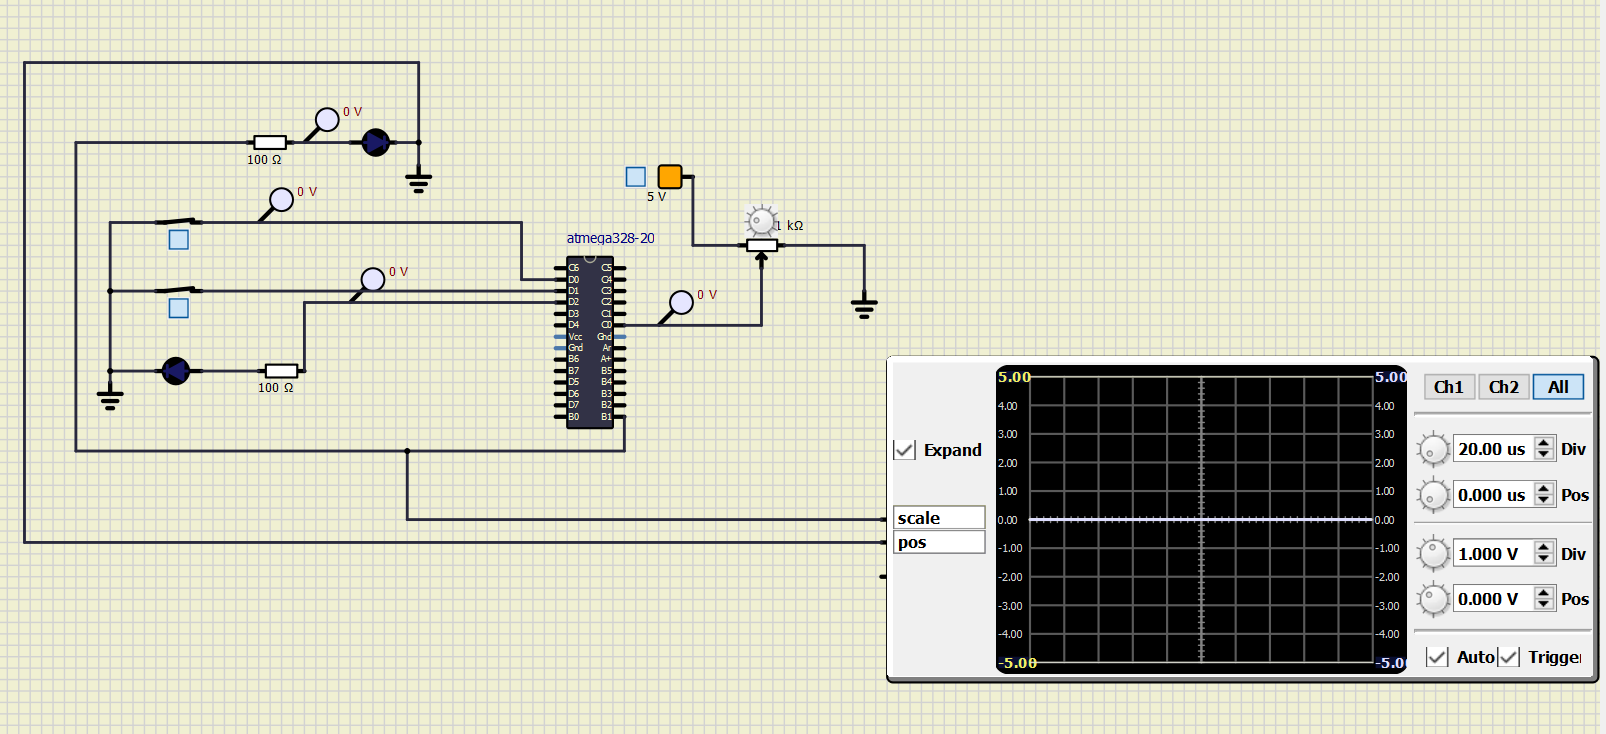 0 V
100 Ω
0 V
5 V
1 kΩ
atmega328-20
0 V
100 Ω
0 V
C6 C5
D0 C4
D1 C3
D2 C2
D3 C1
D4 C0
Vcc Gnd
Gnd Ar
B6 A+
B7 B5
D5 B4
D6 B3
D7 B2
B0 B1
5.00 5.00
4.00 4.00
3.00 3.00
2.00 2.00
1.00 1.00
0.00 0.00
-1.00 -1.00
-2.00 -2.00
-3.00 -3.00
-4.00 -4.00
-5.00 -5.0
Expand
scale
pos
Ch1 Ch2 All
20.00 us Div
0.000 us Pos
1.000 V Div
0.000 V Pos
Auto Trigge